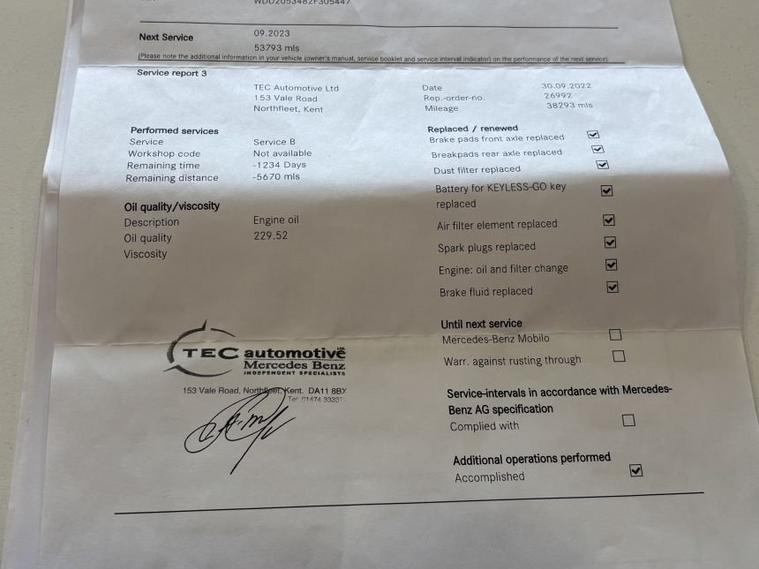 WDD2053482F305447
Next Service 09.2023
53793 mls
(Please note the additional information in your vehicle (owner's manual, service booklet and service interval indicator) on the performance of the next service)
Service report 3
TEC Automotive Ltd
153 Vale Road
Northfleet, Kent
Date 30.09.2022
Rep.-order-no. 26992
Mileage 38293 mls
Performed services
Service Service B
Workshop code Not available
Remaining time -1234 Days
Remaining distance -5670 mls
Oil quality/viscosity
Description Engine oil
Oil quality 229.52
Viscosity
Replaced / renewed
Brake pads front axle replaced
Breakpads rear axle replaced
Dust filter replaced
Battery for KEYLESS-GO key
replaced
Air filter element replaced
Spark plugs replaced
Engine: oil and filter change
Brake fluid replaced
Until next service
Mercedes-Benz Mobilo
Warr. against rusting through
Service-intervals in accordance with Mercedes-
Benz AG specification
Complied with
Additional operations performed
Accomplished
TEC automotive LTD
Mercedes Benz
INDEPENDENT SPECIALISTS
153 Vale Road, Northfleet, Kent. DA11 8BY
Tel: 01474